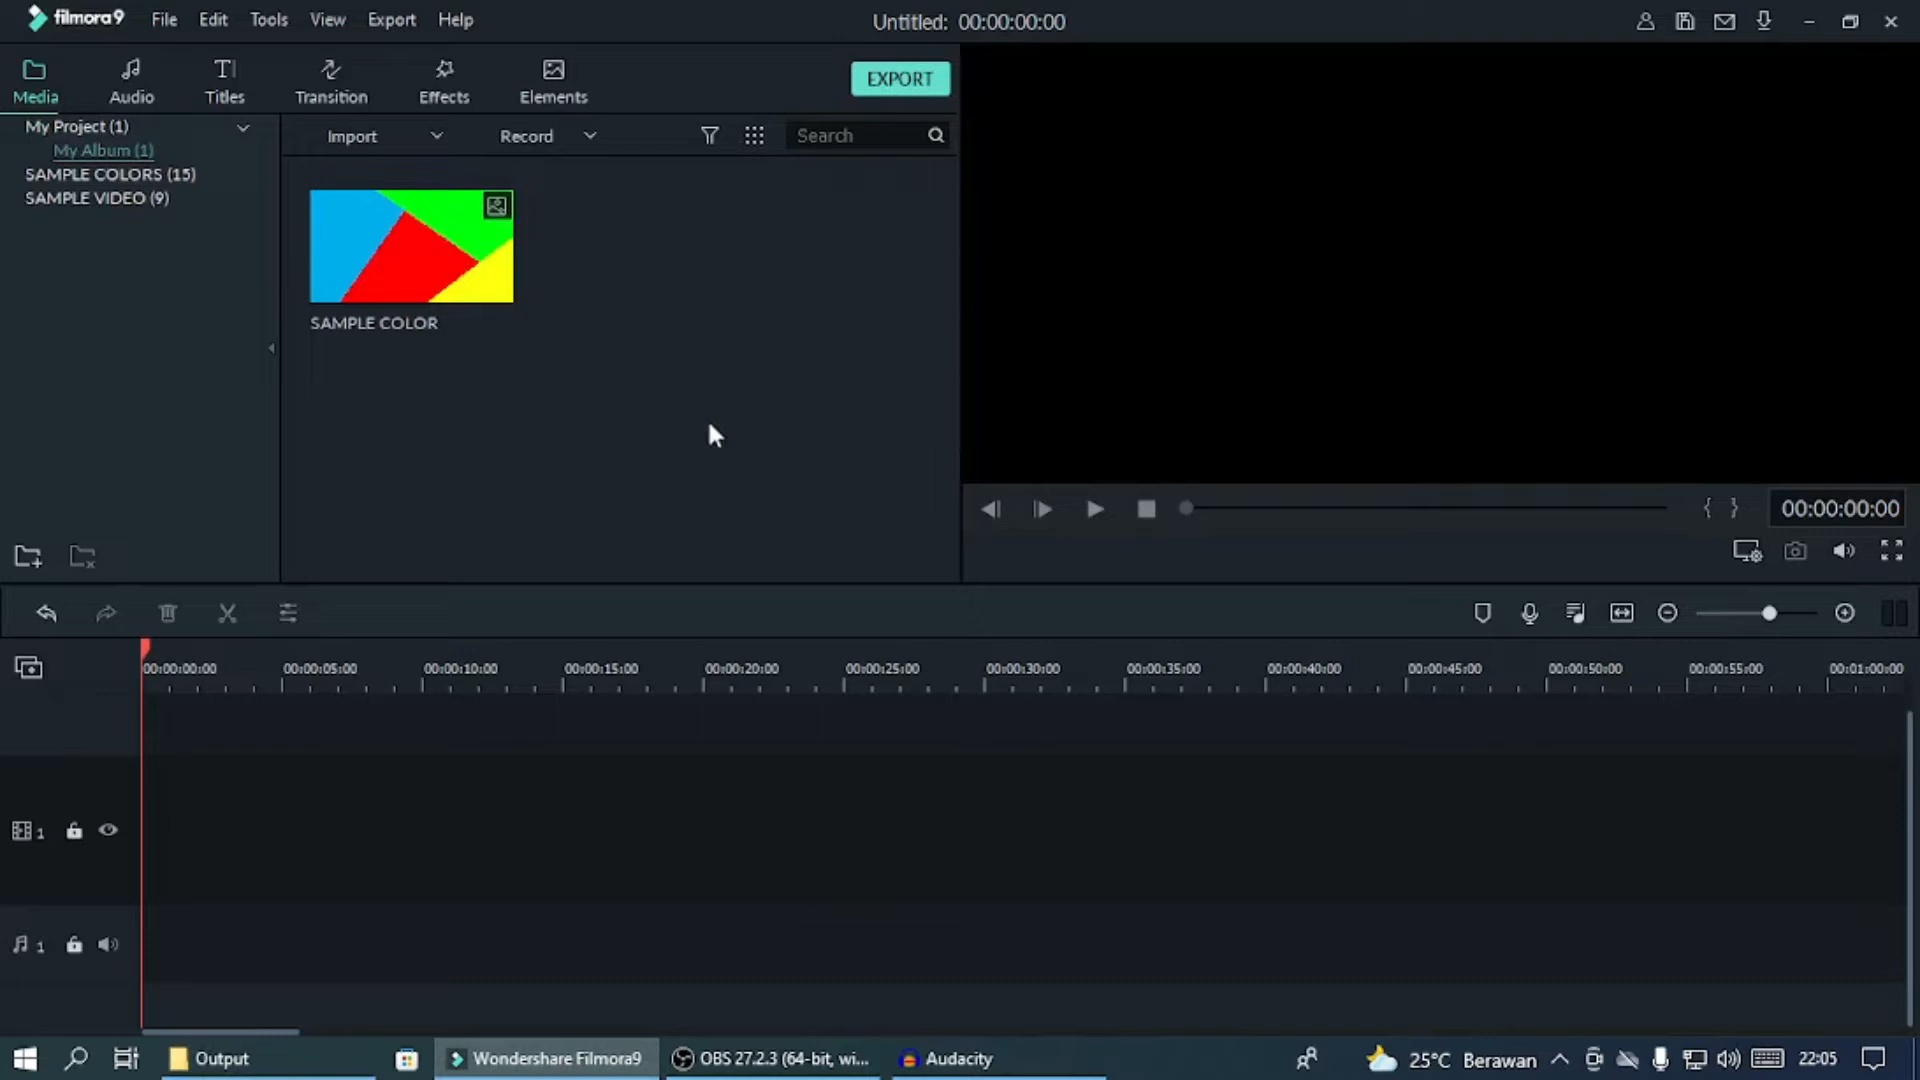 filmora9 File Edit Tools View Export Help Untitled: 00:00:00:00
Media Audio Titles Transition Effects Elements EXPORT
My Project (1)
My Album (1)
SAMPLE COLORS (15)
SAMPLE VIDEO (9)
Import Record Search
SAMPLE COLOR
00:00:00:00
00:00:00:00 00:00:05:00 00:00:10:00 00:00:15:00 00:00:20:00 00:00:25:00 00:00:30:00 00:00:35:00 00:00:40:00 00:00:45:00 00:00:50:00 00:00:55:00 00:01:00:00
1
1
Output Wondershare Filmora9 OBS 27.2.3 (64-bit, wi... Audacity 25°C Berawan 22:05